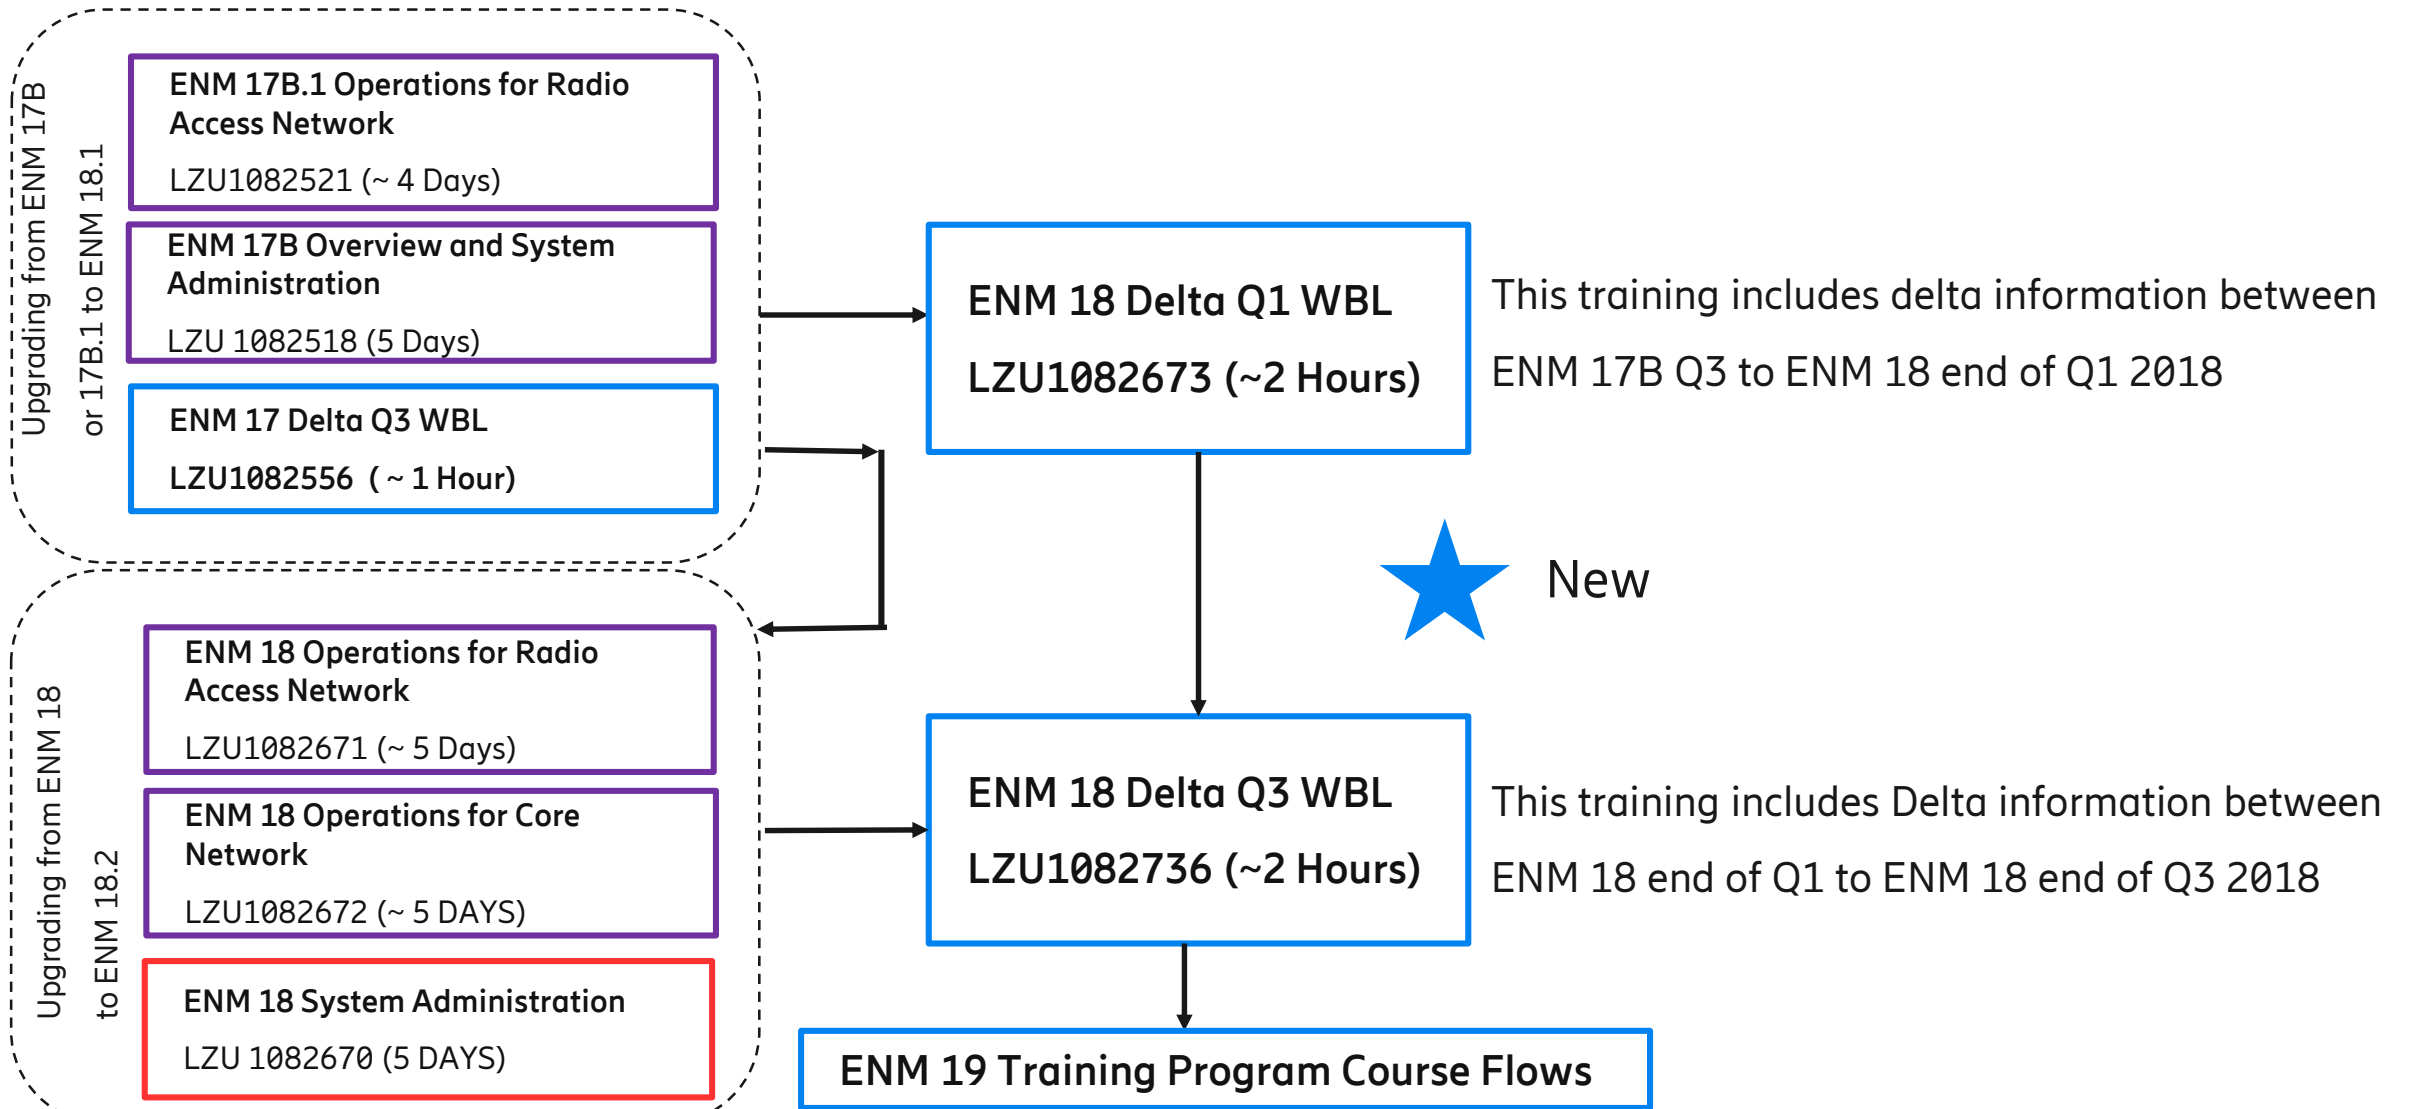 Upgrading from ENM 17B
or 17B.1 to ENM 18.1
ENM 17B.1 Operations for Radio
Access Network
LZU1082521 (~ 4 Days)
ENM 17B Overview and System
Administration
LZU 1082518 (5 Days)
ENM 17 Delta Q3 WBL
LZU1082556 ( ~ 1 Hour)
ENM 18 Delta Q1 WBL
LZU1082673 (~2 Hours)
This training includes delta information between
ENM 17B Q3 to ENM 18 end of Q1 2018
New
Upgrading from ENM 18
to ENM 18.2
ENM 18 Operations for Radio
Access Network
LZU1082671 (~ 5 Days)
ENM 18 Operations for Core
Network
LZU1082672 (~ 5 DAYS)
ENM 18 System Administration
LZU 1082670 (5 DAYS)
ENM 18 Delta Q3 WBL
LZU1082736 (~2 Hours)
This training includes Delta information between
ENM 18 end of Q1 to ENM 18 end of Q3 2018
ENM 19 Training Program Course Flows